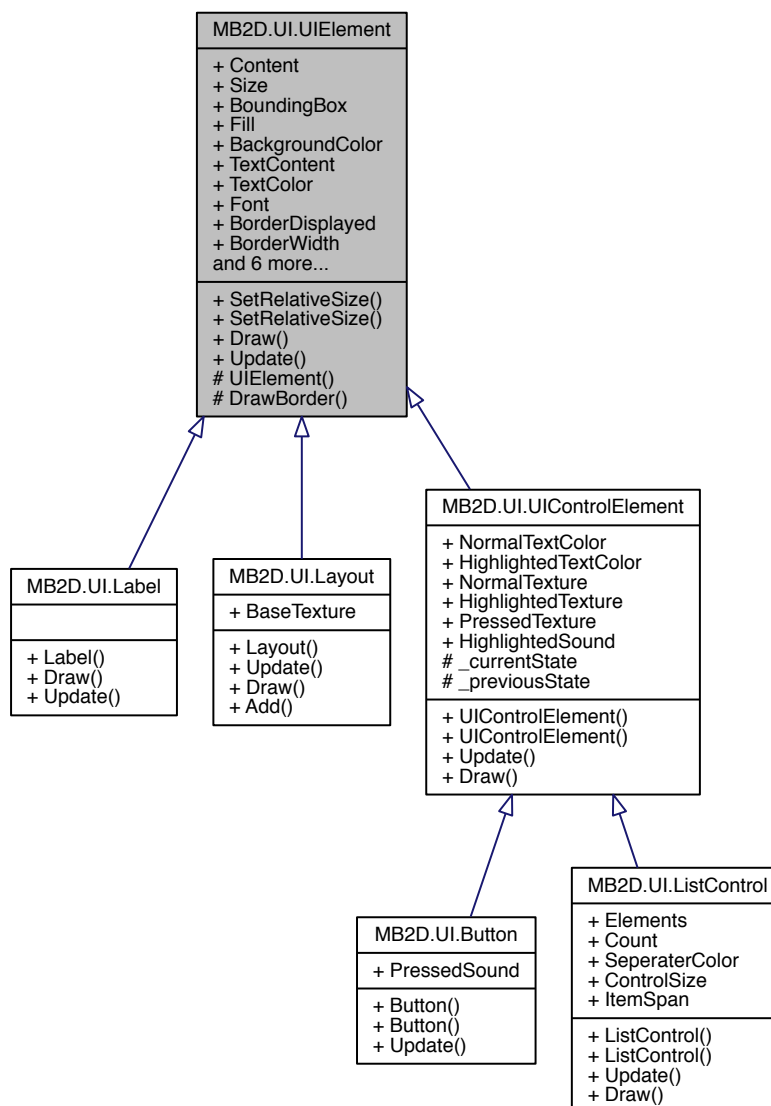 MB2D.UI.UIElement
+ Content
+ Size
+ BoundingBox
+ Fill
+ BackgroundColor
+ TextContent
+ TextColor
+ Font
+ BorderDisplayed
+ BorderWidth
and 6 more...
+ SetRelativeSize()
+ SetRelativeSize()
+ Draw()
+ Update()
# UIElement()
# DrawBorder()
MB2D.UI.Label
+ Label()
+ Draw()
+ Update()
MB2D.UI.Layout
+ BaseTexture
+ Layout()
+ Update()
+ Draw()
+ Add()
MB2D.UI.UIControlElement
+ NormalTextColor
+ HighlightedTextColor
+ NormalTexture
+ HighlightedTexture
+ PressedTexture
+ HighlightedSound
# _currentState
# _previousState
+ UIControlElement()
+ UIControlElement()
+ Update()
+ Draw()
MB2D.UI.Button
+ PressedSound
+ Button()
+ Button()
+ Update()
MB2D.UI.ListControl
+ Elements
+ Count
+ SeperaterColor
+ ControlSize
+ ItemSpan
+ ListControl()
+ ListControl()
+ Update()
+ Draw()